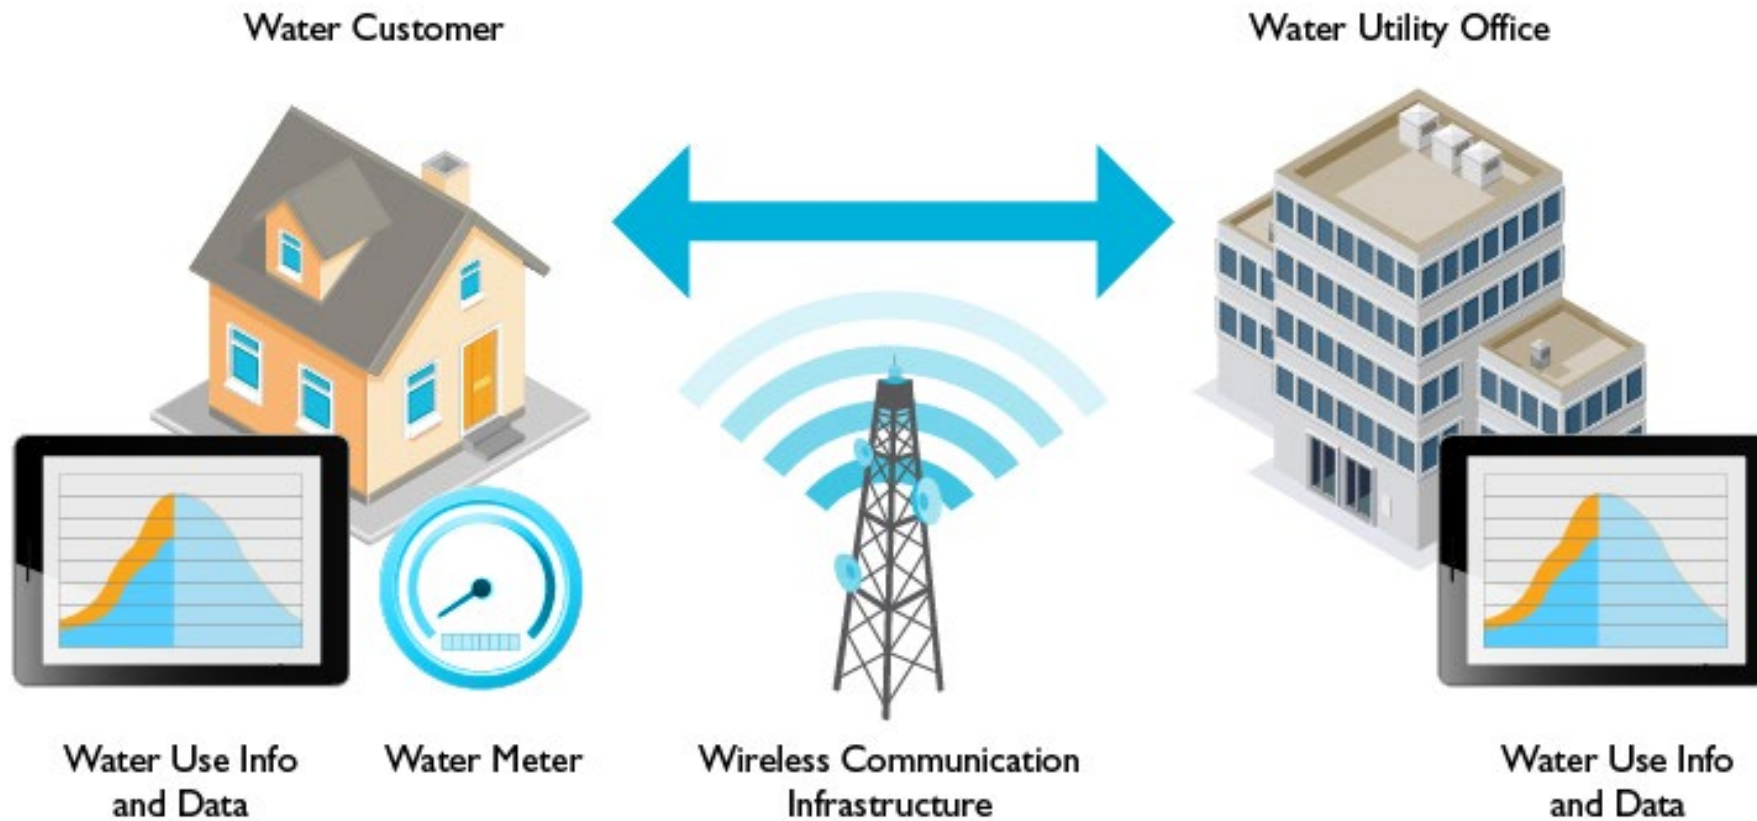 Water Customer
Water Utility Office
Water Use Info
and Data
Water Meter
Wireless Communication
Infrastructure
Water Use Info
and Data